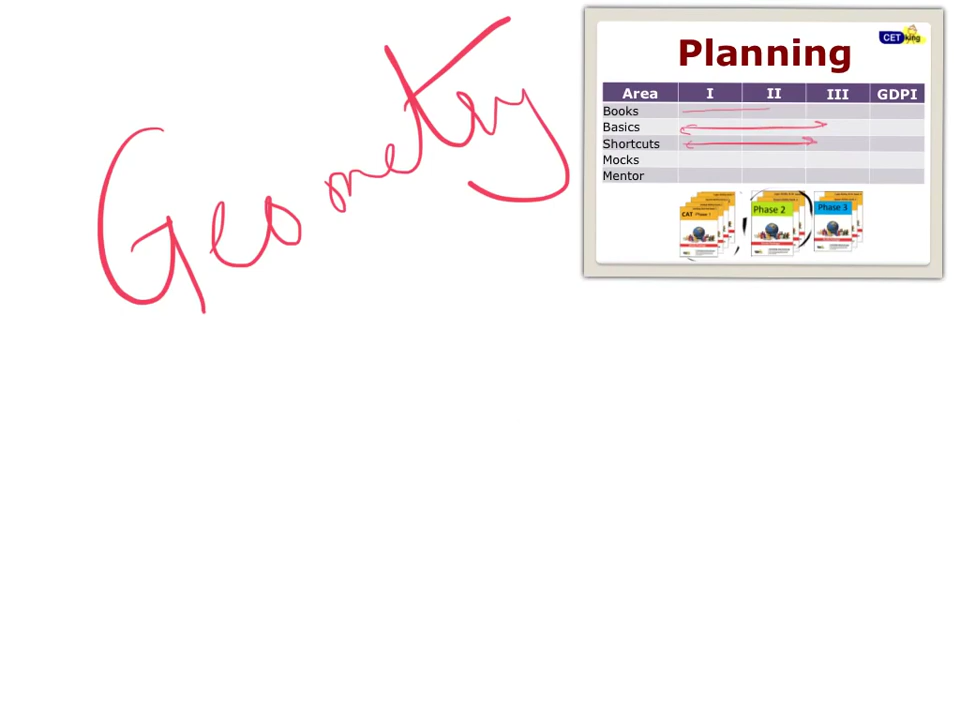 Geometry
CETking
Planning
Area I II III GDPI
Books
Basics
Shortcuts
Mocks
Mentor
CAT Phase 1
Phase 2
Phase 3